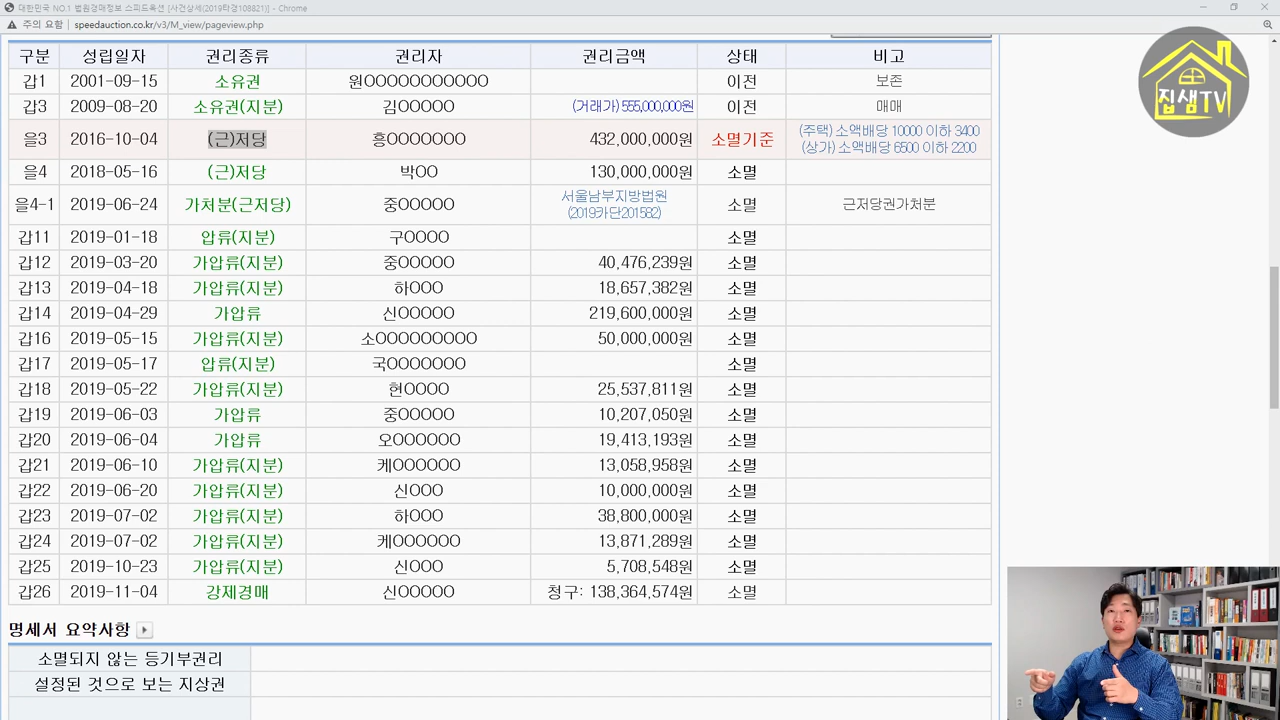 대한민국 NO.1 법원경매정보 스피드옥션 [사건상세(2019타경108821)] - Chrome
주의 요함 | speedauction.co.kr/v3/M_view/pageview.php
구분 성립일자 권리종류 권리자 권리금액 상태 비고
갑1 2001-09-15 소유권 원OOOOOOOOOOO 이전 보존
갑3 2009-08-20 소유권(지분) 김OOOOO (거래가) 555,000,000원 이전 매매
을3 2016-10-04 (근)저당 흥OOOOOOO 432,000,000원 소멸기준 (주택) 소액배당 10000 이하 3400
(상가) 소액배당 6500 이하 2200
을4 2018-05-16 (근)저당 박OO 130,000,000원 소멸
을4-1 2019-06-24 가처분(근저당) 중OOOOO 서울남부지방법원
(2019카단201582) 소멸 근저당권가처분
갑11 2019-01-18 압류(지분) 구OOOO 소멸
갑12 2019-03-20 가압류(지분) 중OOOOO 40,476,239원 소멸
갑13 2019-04-18 가압류(지분) 하OOO 18,657,382원 소멸
갑14 2019-04-29 가압류 신OOOOO 219,600,000원 소멸
갑16 2019-05-15 가압류(지분) 소OOOOOOOOO 50,000,000원 소멸
갑17 2019-05-17 압류(지분) 국OOOOOOO 소멸
갑18 2019-05-22 가압류(지분) 현OOOO 25,537,811원 소멸
갑19 2019-06-03 가압류 중OOOOO 10,207,050원 소멸
갑20 2019-06-04 가압류 오OOOOOO 19,413,193원 소멸
갑21 2019-06-10 가압류(지분) 케OOOOOO 13,058,958원 소멸
갑22 2019-06-20 가압류(지분) 신OOO 10,000,000원 소멸
갑23 2019-07-02 가압류(지분) 하OOO 38,800,000원 소멸
갑24 2019-07-02 가압류(지분) 케OOOOOO 13,871,289원 소멸
갑25 2019-10-23 가압류(지분) 신OOO 5,708,548원 소멸
갑26 2019-11-04 강제경매 신OOOOO 청구: 138,364,574원 소멸
명세서 요약사항
소멸되지 않는 등기부권리
설정된 것으로 보는 지상권
집샘TV